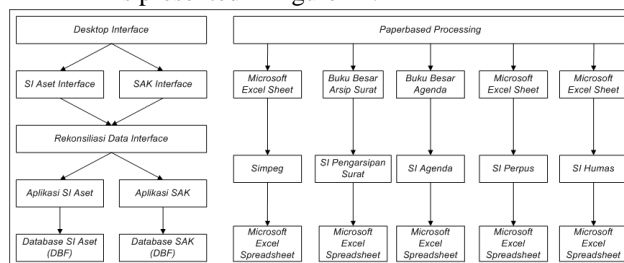 is presented in Figure
Desktop Interface
Paperbased Processing
SI Aset Interface
SAK Interface
Microsoft
Excel Sheet
Buku Besar
Arsip Surat
Buku Besar
Agenda
Microsoft
Excel Sheet
Microsoft
Excel Sheet
Rekonsiliasi Data Interface
Simpeg
SI Pengarsipan
Surat
SI Agenda
SI Perpus
SI Humas
Aplikasi SI Aset
Aplikasi SAK
Database SI Aset
(DBF)
Database SAK
(DBF)
Microsoft
Excel
Spreadsheet
Microsoft
Excel
Spreadsheet
Microsoft
Excel
Spreadsheet
Microsoft
Excel
Spreadsheet
Microsoft
Excel
Spreadsheet